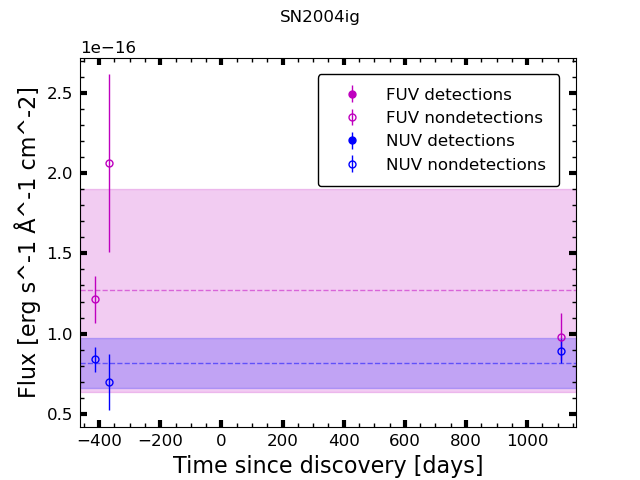 SN2004ig
1e−16
FUV detections
FUV nondetections
NUV detections
NUV nondetections
2.5
2.0
1.5
1.0
0.5
Flux [erg s^-1 Å^-1 cm^-2]
−400 −200 0 200 400 600 800 1000
Time since discovery [days]